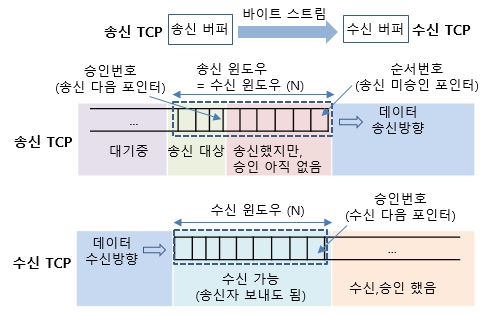 바이트 스트림
송신 TCP
송신 버퍼
수신 버퍼
수신 TCP
승인번호
(송신 다음 포인터)
송신 윈도우
= 수신 윈도우 (N)
순서번호
(송신 미승인 포인터)
송신 TCP
...
데이터
송신방향
대기중
송신 대상
송신했지만,
승인 아직 없음
수신 윈도우 (N)
승인번호
(수신 다음 포인터)
수신 TCP
데이터
수신방향
...
수신 가능
(송신자 보내도 됨)
수신,승인 했음